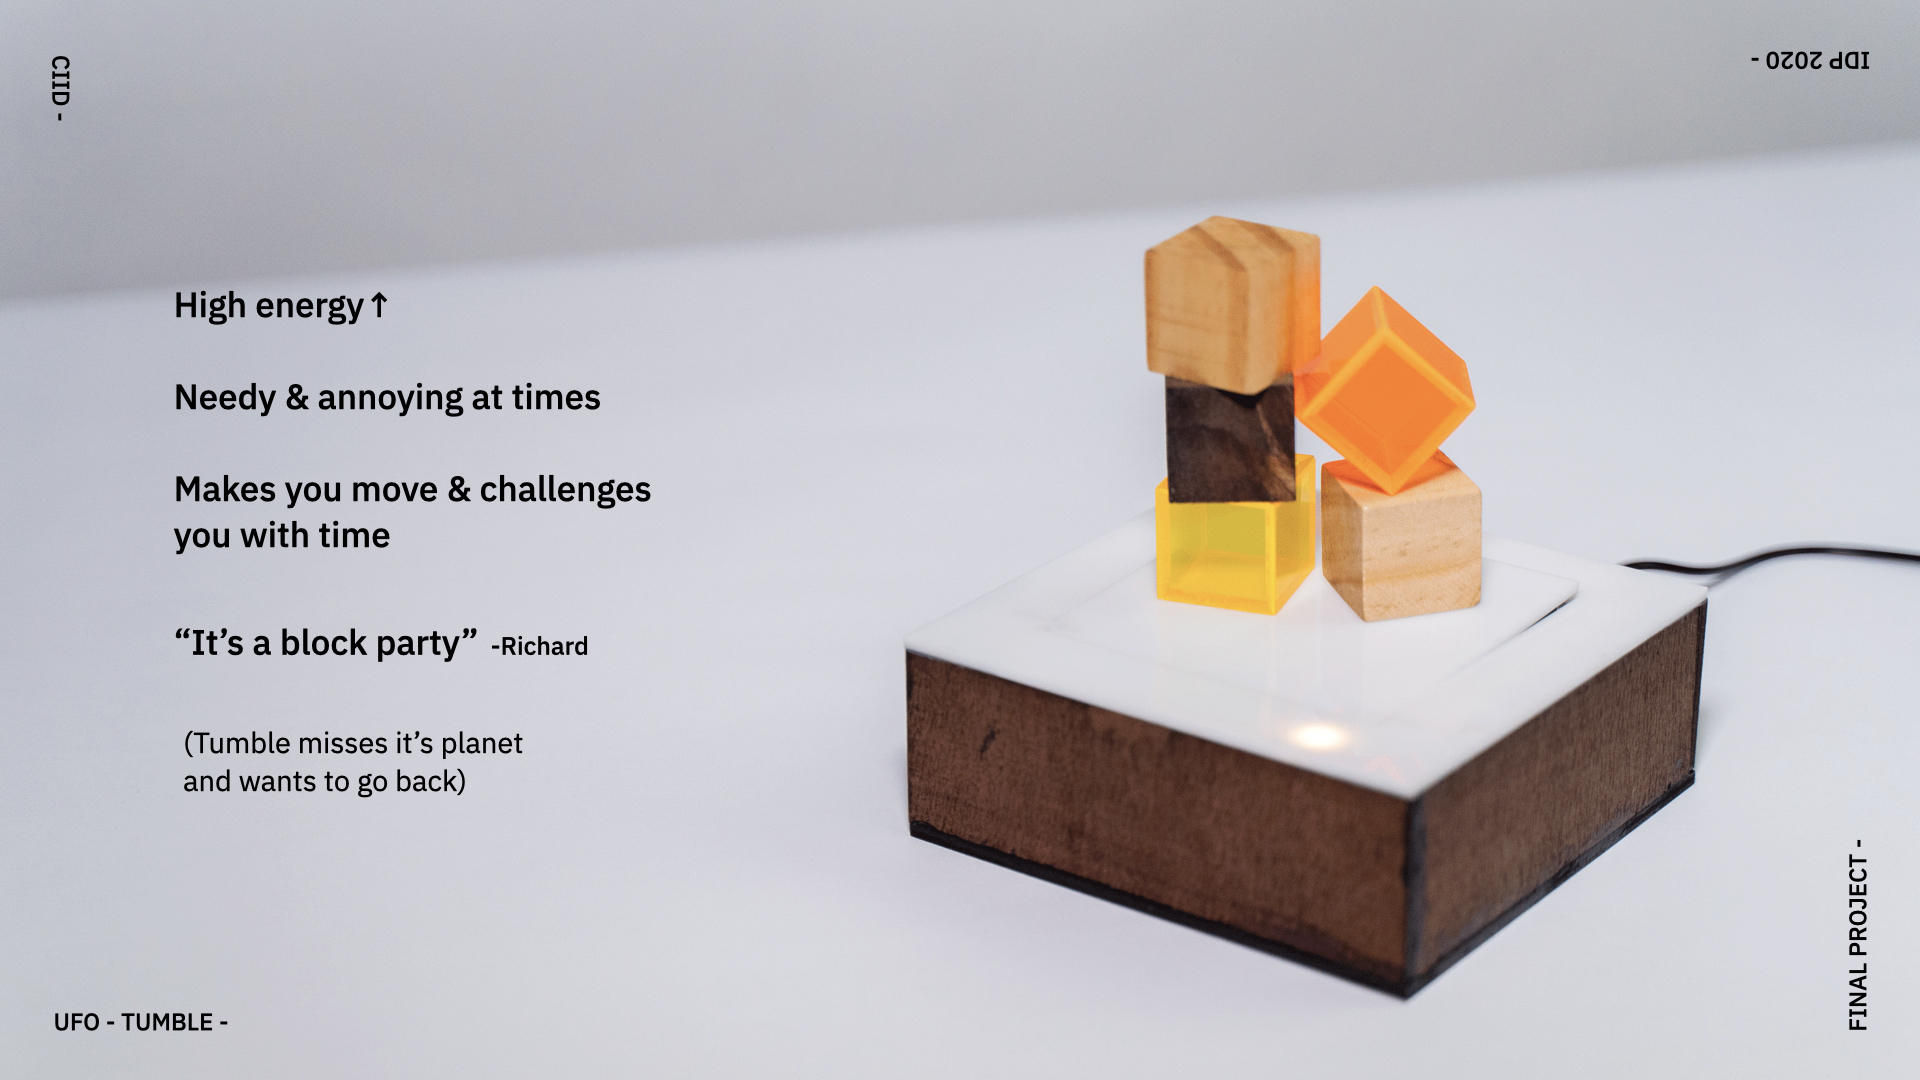 CIID -
IDP 2020 -
High energy↑
Needy & annoying at times
Makes you move & challenges
you with time
“It’s a block party” -Richard
(Tumble misses it’s planet
and wants to go back)
UFO - TUMBLE -
FINAL PROJECT -